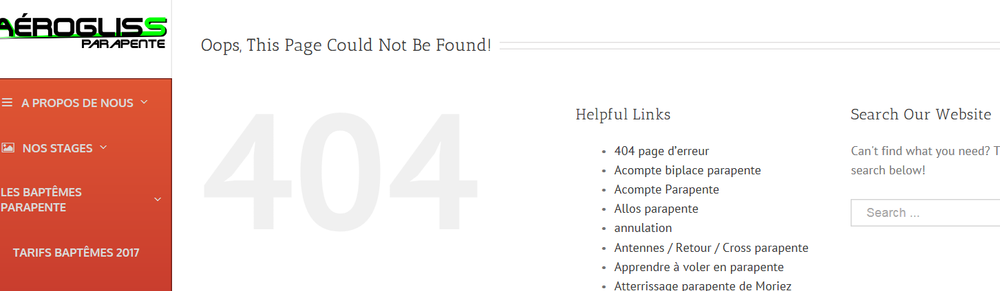 AÉROGLISS
PARAPENTE
A PROPOS DE NOUS
NOS STAGES
LES BAPTÊMES
PARAPENTE
TARIFS BAPTÊMES 2017
Oops, This Page Could Not Be Found!
404
Helpful Links
404 page d’erreur
Acompte biplace parapente
Acompte Parapente
Allos parapente
annulation
Antennes / Retour / Cross parapente
Apprendre à voler en parapente
Atterrissage parapente de Moriez
Search Our Website
Can't find what you need? T
search below!
Search ...